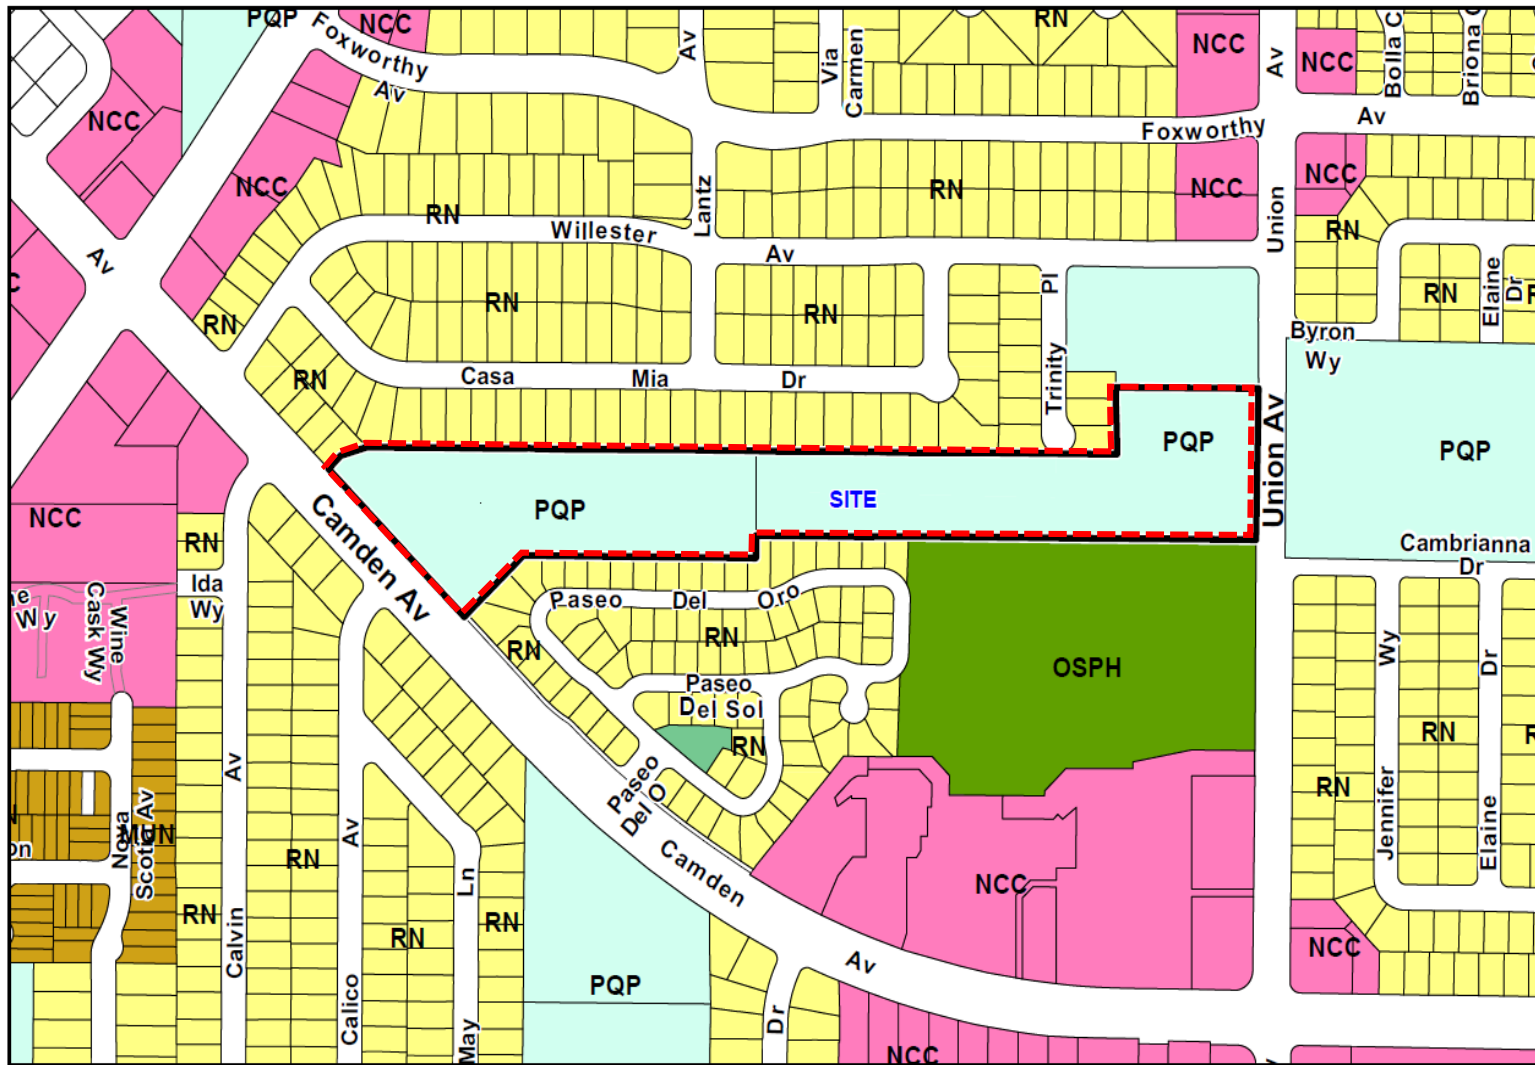 PQP
NCC
RN
NCC
Bolla C
Briona C
Foxworthy
Av
Av
Via
Carmen
Av
NCC
NCC
Foxworthy
Av
NCC
NCC
RN
NCC
NCC
RN
Lantz
Union
RN
Willester
Av
Av
Pl
Elaine
Dr
RN
RN
RN
RN
Byron
Wy
RN
Casa Mia Dr
Trinity
Union Av
PQP
PQP
PQP
SITE
NCC
Camden Av
RN
Cambrianna
Dr
Ida
Wy
Wine
Cask Wy
Wy
Paseo Del Oro
RN
RN
OSPH
Wy
Dr
Paseo
Del Sol
RN
RN
RN
Av
Paseo
Del O
Jennifer
Elaine
Nova
Scotia Av
MUN
Av
RN
Camden
Ln
NCC
RN
RN
RN
Calvin
NCC
Av
PQP
Calico
May
Dr
NCC